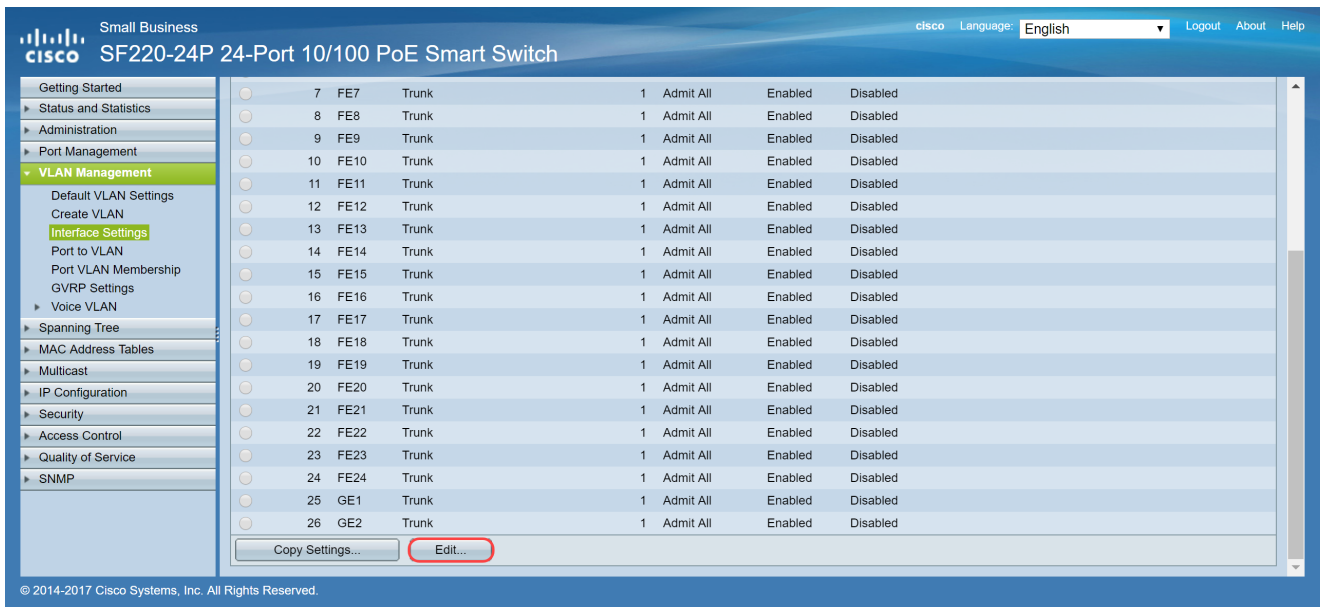 Small Business
cisco Language: English Logout About Help
CISCO SF220-24P 24-Port 10/100 PoE Smart Switch
Getting Started
Status and Statistics
Administration
Port Management
VLAN Management
Default VLAN Settings
Create VLAN
Interface Settings
Port to VLAN
Port VLAN Membership
GVRP Settings
Voice VLAN
Spanning Tree
MAC Address Tables
Multicast
IP Configuration
Security
Access Control
Quality of Service
SNMP
7 FE7 Trunk 1 Admit All Enabled Disabled
8 FE8 Trunk 1 Admit All Enabled Disabled
9 FE9 Trunk 1 Admit All Enabled Disabled
10 FE10 Trunk 1 Admit All Enabled Disabled
11 FE11 Trunk 1 Admit All Enabled Disabled
12 FE12 Trunk 1 Admit All Enabled Disabled
13 FE13 Trunk 1 Admit All Enabled Disabled
14 FE14 Trunk 1 Admit All Enabled Disabled
15 FE15 Trunk 1 Admit All Enabled Disabled
16 FE16 Trunk 1 Admit All Enabled Disabled
17 FE17 Trunk 1 Admit All Enabled Disabled
18 FE18 Trunk 1 Admit All Enabled Disabled
19 FE19 Trunk 1 Admit All Enabled Disabled
20 FE20 Trunk 1 Admit All Enabled Disabled
21 FE21 Trunk 1 Admit All Enabled Disabled
22 FE22 Trunk 1 Admit All Enabled Disabled
23 FE23 Trunk 1 Admit All Enabled Disabled
24 FE24 Trunk 1 Admit All Enabled Disabled
25 GE1 Trunk 1 Admit All Enabled Disabled
26 GE2 Trunk 1 Admit All Enabled Disabled
Copy Settings... Edit...
© 2014-2017 Cisco Systems, Inc. All Rights Reserved.